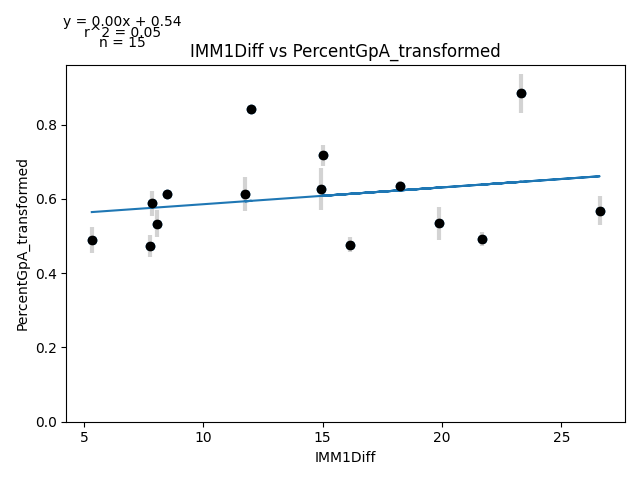 y = 0.00x + 0.54
r^2 = 0.05
n = 15
IMM1Diff vs PercentGpA_transformed
PercentGpA_transformed
0.8
0.6
0.4
0.2
0.0
5 10 15 20 25
IMM1Diff